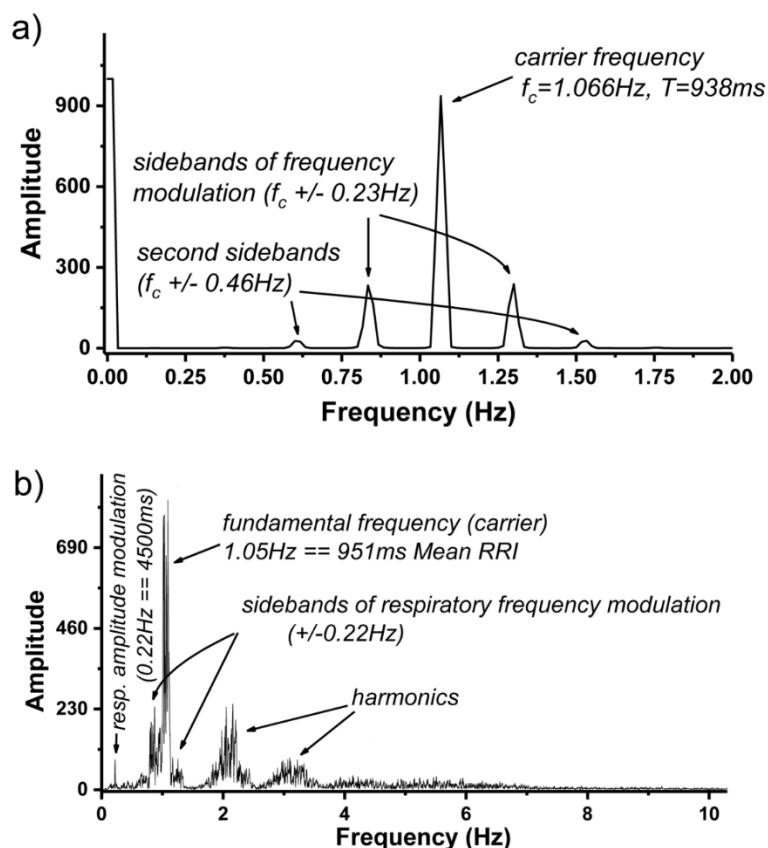 a)
carrier frequency
f_c=1.066Hz, T=938ms
sidebands of frequency
modulation (f_c +/- 0.23Hz)
second sidebands
(f_c +/- 0.46Hz)
Amplitude
900
600
300
0
0.00 0.25 0.50 0.75 1.00 1.25 1.50 1.75 2.00
Frequency (Hz)
b)
resp. amplitude modulation
(0.22Hz == 4500ms)
fundamental frequency (carrier)
1.05Hz == 951ms Mean RRI
sidebands of respiratory frequency modulation
(+/-0.22Hz)
harmonics
Amplitude
690
460
230
0
0 2 4 6 8 10
Frequency (Hz)